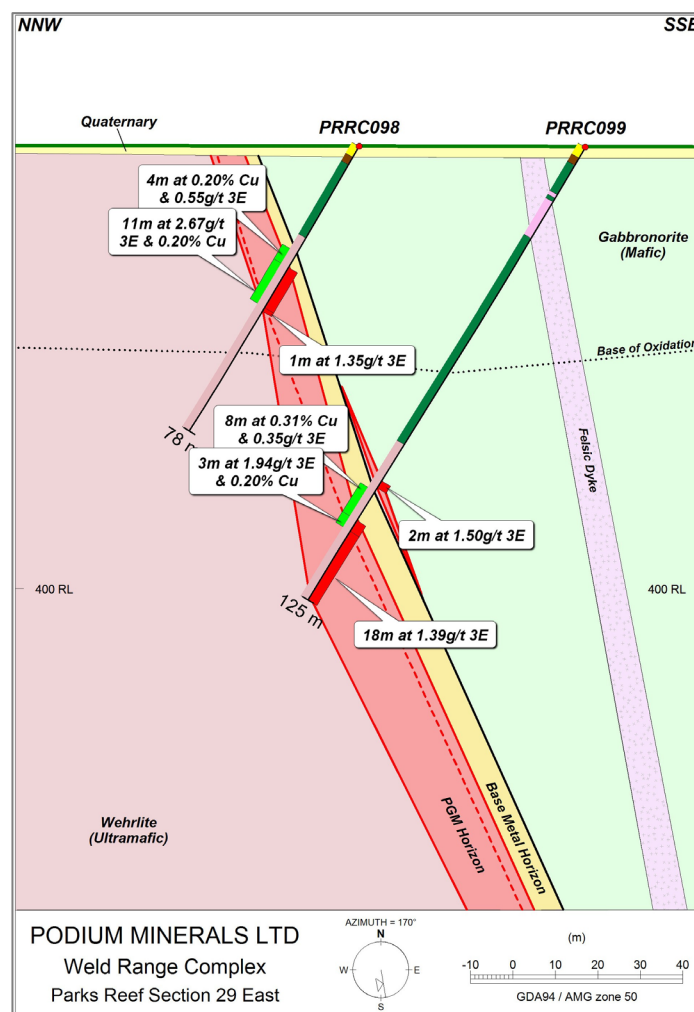 NNW
SSE
Quaternary
PRRC098
PRRC099
4m at 0.20% Cu
& 0.55g/t 3E
11m at 2.67g/t
3E & 0.20% Cu
Gabbronorite
(Mafic)
1m at 1.35g/t 3E
Base of Oxidation
8m at 0.31% Cu
& 0.35g/t 3E
78 m
3m at 1.94g/t 3E
& 0.20% Cu
Felsic Dyke
2m at 1.50g/t 3E
400 RL
400 RL
125 m
18m at 1.39g/t 3E
Wehrlite
(Ultramafic)
PGM Horizon
Base Metal Horizon
PODIUM MINERALS LTD
Weld Range Complex
Parks Reef Section 29 East
AZIMUTH = 170°
N
W
E
S
(m)
-10 0 10 20 30 40
GDA94 / AMG zone 50